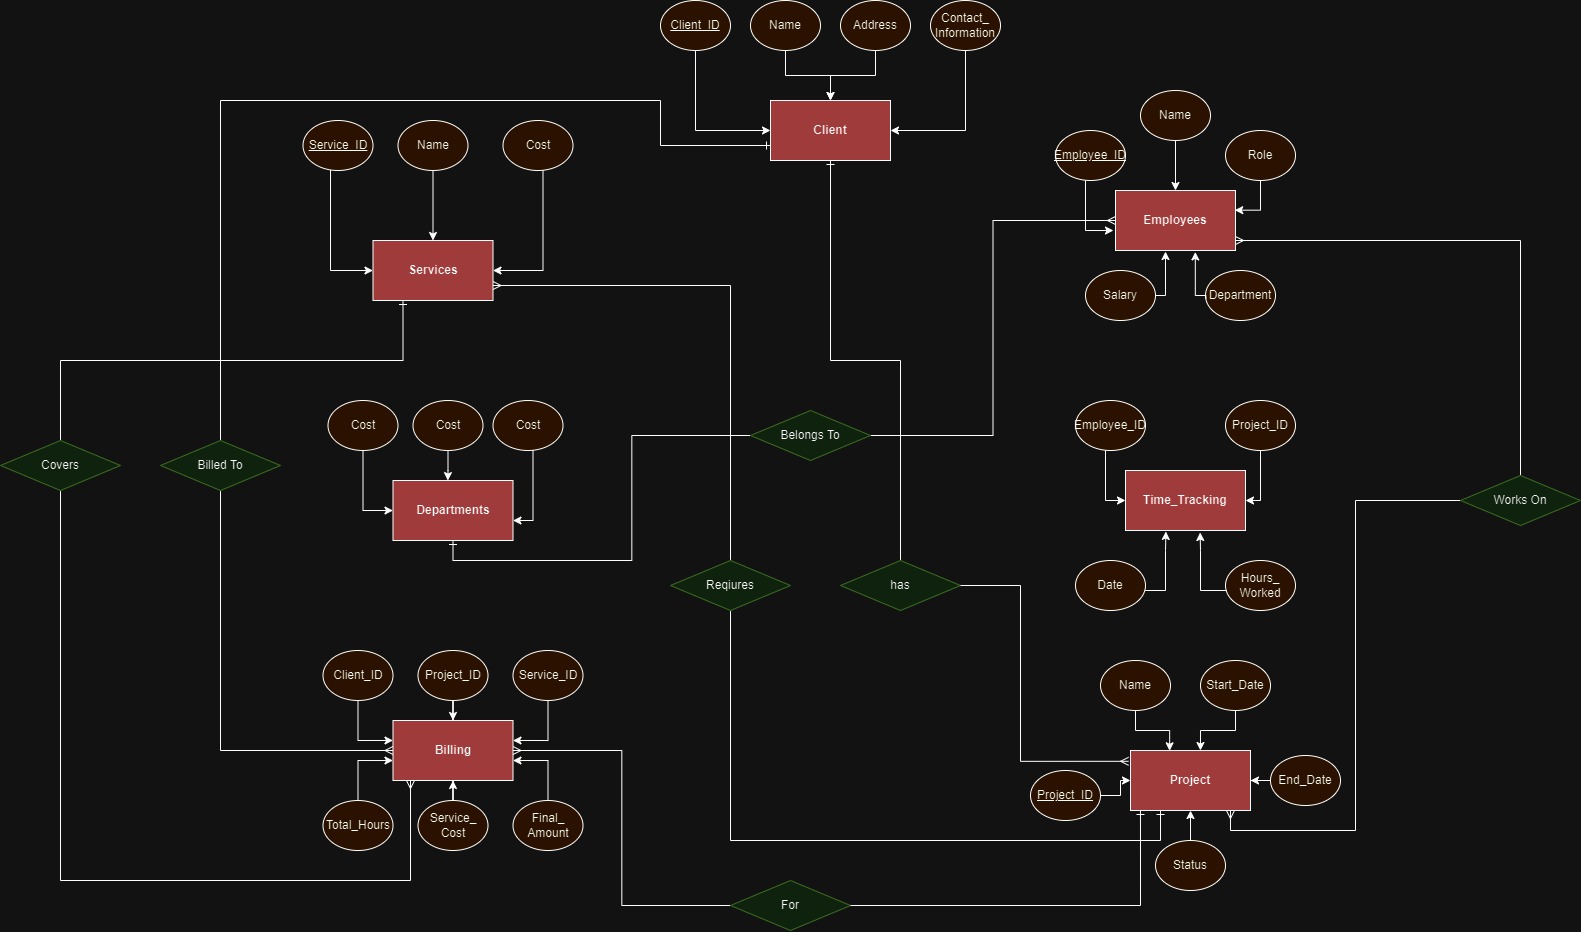 Client_ID
Name
Address
Contact_
Information
Client
Service_ID
Name
Cost
Services
Name
Employee_ID
Role
Employees
Salary
Department
Cost
Cost
Cost
Departments
Belongs To
Employee_ID
Project_ID
Time_Tracking
Date
Hours_
Worked
Covers
Billed To
Works On
Reqiures
has
Client_ID
Project_ID
Service_ID
Billing
Total_Hours
Service_
Cost
Final_
Amount
Name
Start_Date
Project
Project_ID
End_Date
Status
For